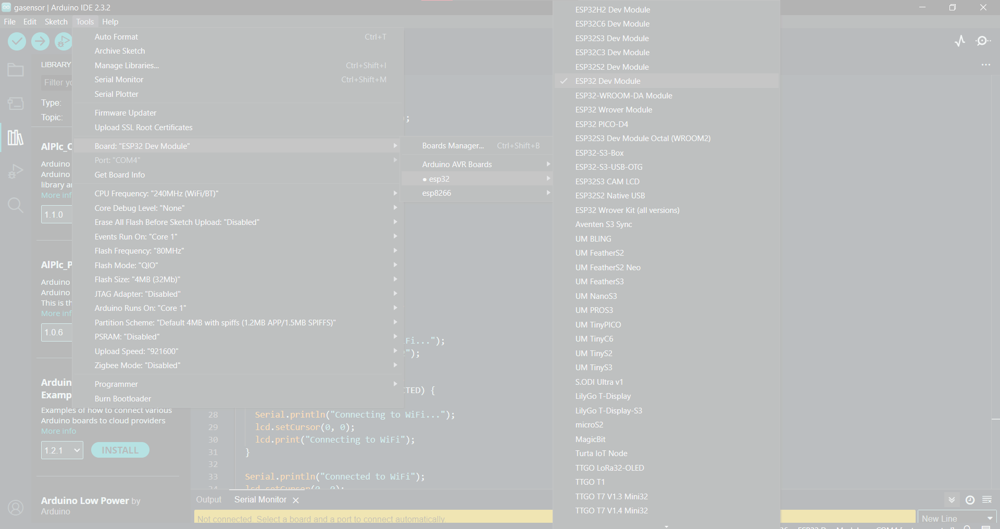 gasensor | Arduino IDE 2.3.2
File Edit Sketch Tools Help
Auto Format Ctrl+T
Archive Sketch
Manage Libraries... Ctrl+Shift+I
Serial Monitor Ctrl+Shift+M
Serial Plotter
Firmware Updater
Upload SSL Root Certificates
Board: "ESP32 Dev Module"
Port: "COM4"
Get Board Info
CPU Frequency: "240MHz (WiFi/BT)"
Core Debug Level: "None"
Erase All Flash Before Sketch Upload: "Disabled"
Events Run On: "Core 1"
Flash Frequency: "80MHz"
Flash Mode: "QIO"
Flash Size: "4MB (32Mb)"
JTAG Adapter: "Disabled"
Arduino Runs On: "Core 1"
Partition Scheme: "Default 4MB with spiffs (1.2MB APP/1.5MB SPIFFS)"
PSRAM: "Disabled"
Upload Speed: "921600"
Zigbee Mode: "Disabled"
Programmer
Burn Bootloader
Boards Manager... Ctrl+Shift+B
Arduino AVR Boards
● esp32
esp8266
ESP32H2 Dev Module
ESP32C6 Dev Module
ESP32S3 Dev Module
ESP32C3 Dev Module
ESP32S2 Dev Module
✓ ESP32 Dev Module
ESP32-WROOM-DA Module
ESP32 Wrover Module
ESP32 PICO-D4
ESP32S3 Dev Module Octal (WROOM2)
ESP32-S3-Box
ESP32-S3-USB-OTG
ESP32S3 CAM LCD
ESP32S2 Native USB
ESP32 Wrover Kit (all versions)
Aventen S3 Sync
UM BLING
UM FeatherS2
UM FeatherS2 Neo
UM FeatherS3
UM NanoS3
UM PROS3
UM TinyPICO
UM TinyC6
UM TinyS2
UM TinyS3
S.ODI Ultra v1
LilyGo T-Display
LilyGo T-Display-S3
microS2
MagicBit
Turta IoT Node
TTGO LoRa32-OLED
TTGO T1
TTGO T7 V1.3 Mini32
TTGO T7 V1.4 Mini32
LIBRARY
Filter yo
Type:
Topic:
AlPlc_O
Arduino
Arduino
library a
More inf
1.1.0
AlPlc_P
Arduino
Arduino
This is th
More inf
1.0.6
Arduin
Examp
Examples of how to connect various
Arduino boards to cloud providers
More info
1.2.1 INSTALL
Arduino Low Power by
Arduino
);
Fi...");
");
CTED) {
28 Serial.println("Connecting to WiFi...");
29 lcd.setCursor(0, 0);
30 lcd.print("Connecting to WiFi");
31 }
32
33 Serial.println("Connected to WiFi");
34 lcd.setCursor(0, 0);
Output Serial Monitor
Not connected. Select a board and a port to connect automatically.
New Line